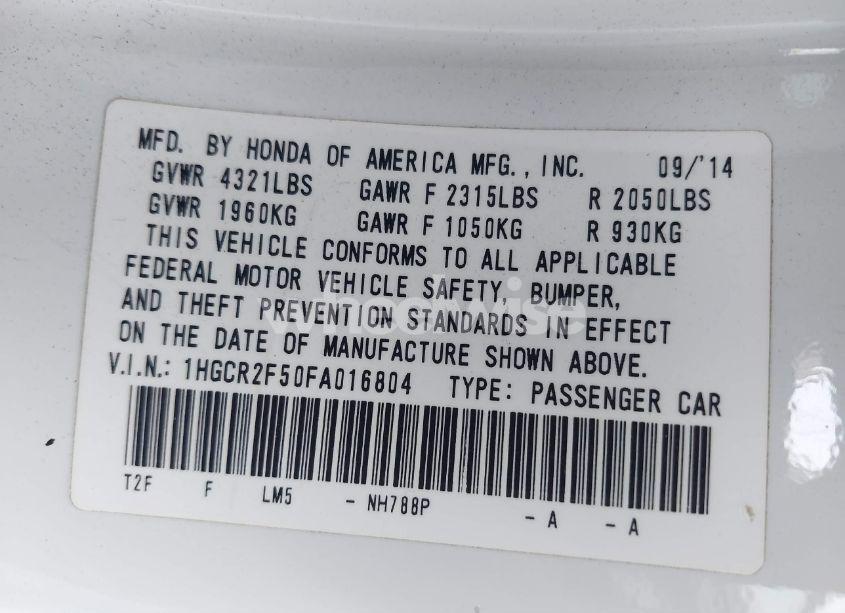 MFD. BY HONDA OF AMERICA MFG., INC. 09/'14
GVWR 4321LBS GAWR F 2315LBS R 2050LBS
GVWR 1960KG GAWR F 1050KG R 930KG
THIS VEHICLE CONFORMS TO ALL APPLICABLE
FEDERAL MOTOR VEHICLE SAFETY, BUMPER,
AND THEFT PREVENTION STANDARDS IN EFFECT
ON THE DATE OF MANUFACTURE SHOWN ABOVE.
V.I.N.: 1HGCR2F50FA016804 TYPE: PASSENGER CAR
T2F F LM5 - NH788P - A - A
wheelwise